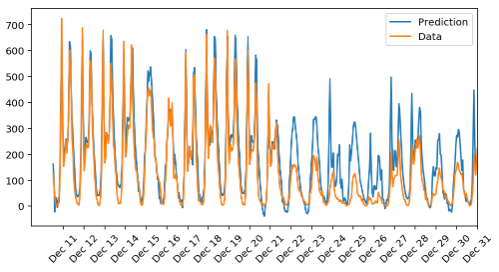 Prediction
Data
700
600
500
400
300
200
100
0
Dec 11
Dec 12
Dec 13
Dec 14
Dec 15
Dec 16
Dec 17
Dec 18
Dec 19
Dec 20
Dec 21
Dec 22
Dec 23
Dec 24
Dec 25
Dec 26
Dec 27
Dec 28
Dec 29
Dec 30
Dec 31